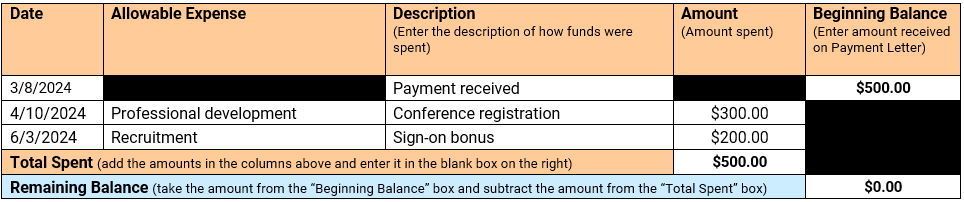 Date Allowable Expense Description Amount Beginning Balance
(Enter the description of how funds were (Amount spent) (Enter amount received
spent) on Payment Letter)
3/8/2024 Payment received $500.00
4/10/2024 Professional development Conference registration $300.00
6/3/2024 Recruitment Sign-on bonus $200.00
Total Spent (add the amounts in the columns above and enter it in the blank box on the right) $500.00
Remaining Balance (take the amount from the “Beginning Balance” box and subtract the amount from the “Total Spent” box) $0.00